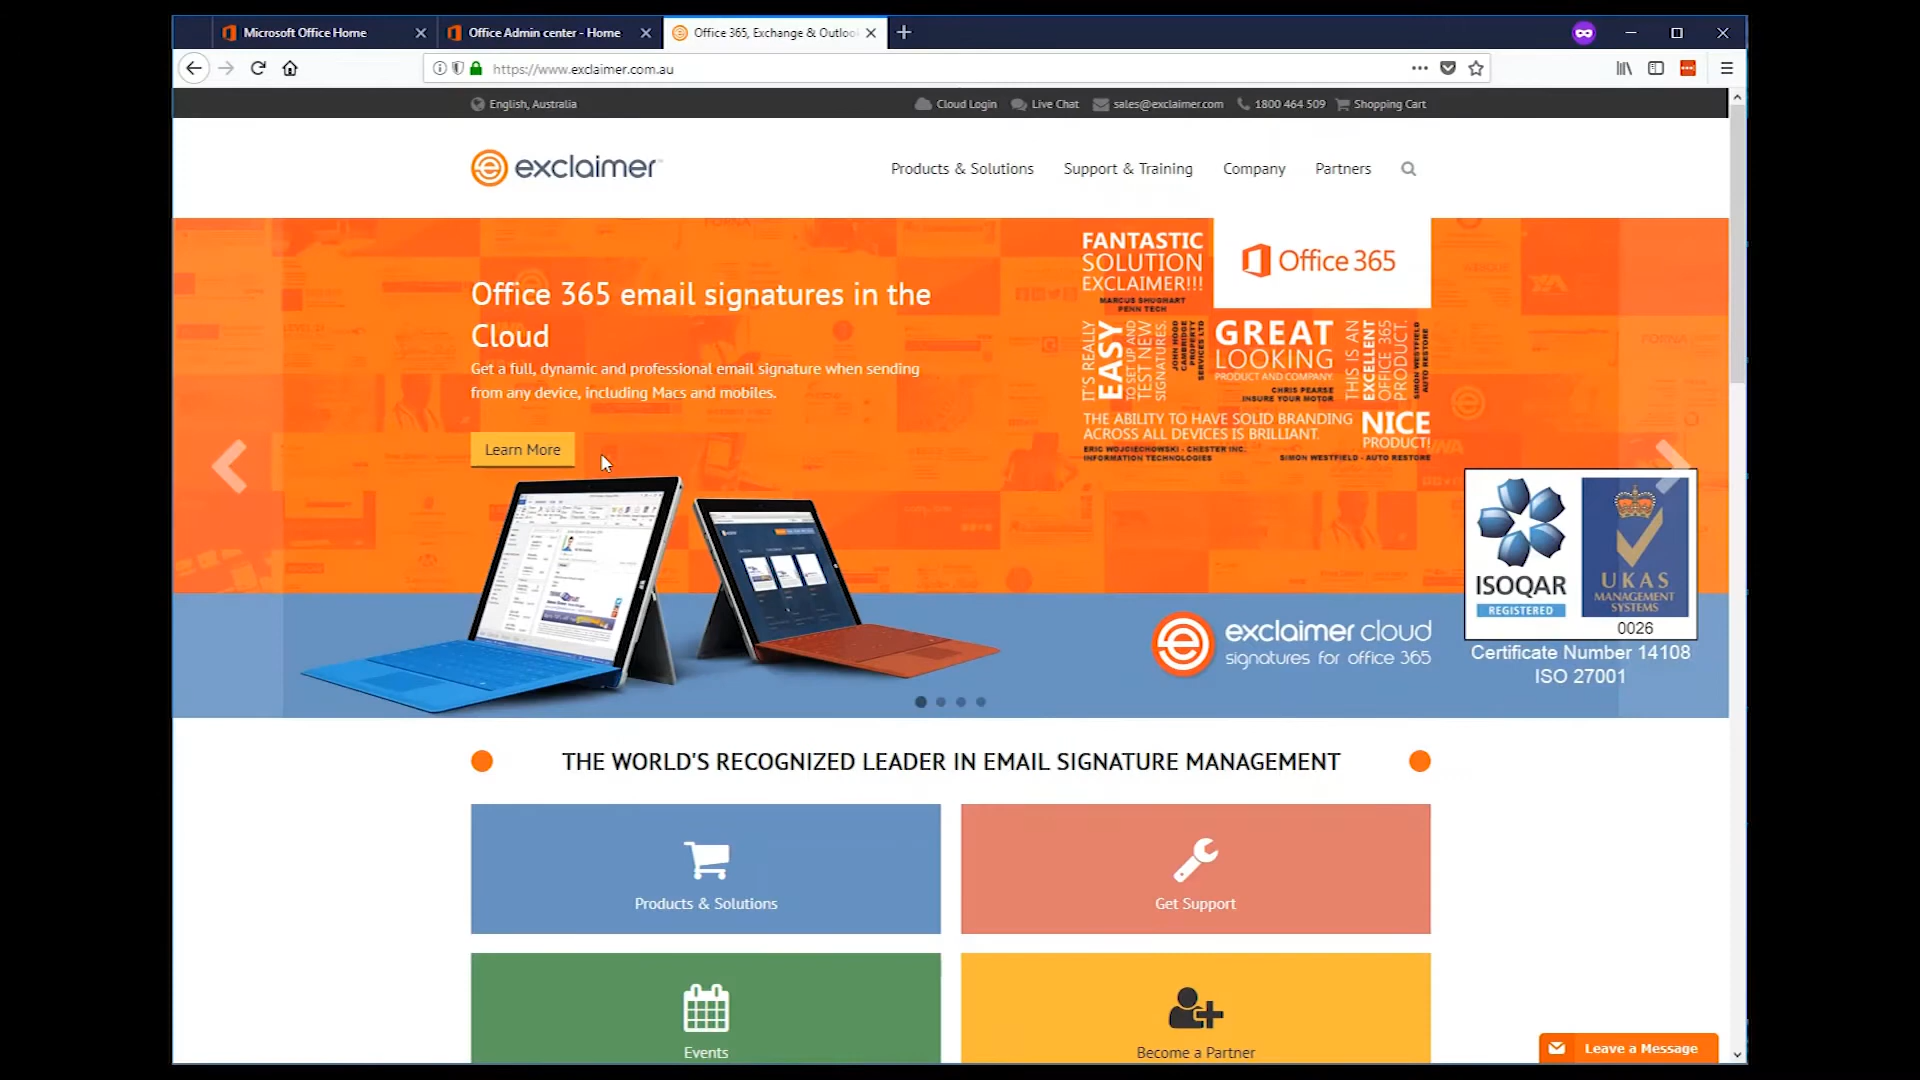 Microsoft Office Home
Office Admin center - Home
Office 365, Exchange & Outloo
https://www.exclaimer.com.au
English, Australia
Cloud Login
Live Chat
sales@exclaimer.com
1800 464 509
Shopping Cart
exclaimer
Products & Solutions
Support & Training
Company
Partners
Office 365 email signatures in the
Cloud
Get a full, dynamic and professional email signature when sending
from any device, including Macs and mobiles.
Learn More
FANTASTIC
SOLUTION
EXCLAIMER!!!
MARCUS SHUGHART
PENN TECH
Office 365
IT'S REALLY
EASY
TO SET UP AND
TEST NEW
SIGNATURES.
JOHN HOOD
CAMBRIDGE
PROPERTY
SERVICES LTD
GREAT
LOOKING
PRODUCT AND COMPANY.
CHRIS PEARSE
INSURE YOUR MOTOR
THIS IS AN
EXCELLENT
OFFICE 365
PRODUCT.
SIMON WESTFIELD
AUTO RESTORE
THE ABILITY TO HAVE SOLID BRANDING
ACROSS ALL DEVICES IS BRILLIANT.
ERIC WOJCIECHOWSKI - CHESTER INC.
INFORMATION TECHNOLOGIES
NICE
PRODUCT!
SIMON WESTFIELD - AUTO RESTORE
exclaimer cloud
signatures for office 365
ISOQAR
REGISTERED
UKAS
MANAGEMENT
SYSTEMS
0026
Certificate Number 14108
ISO 27001
THE WORLD'S RECOGNIZED LEADER IN EMAIL SIGNATURE MANAGEMENT
Products & Solutions
Get Support
Events
Become a Partner
Leave a Message